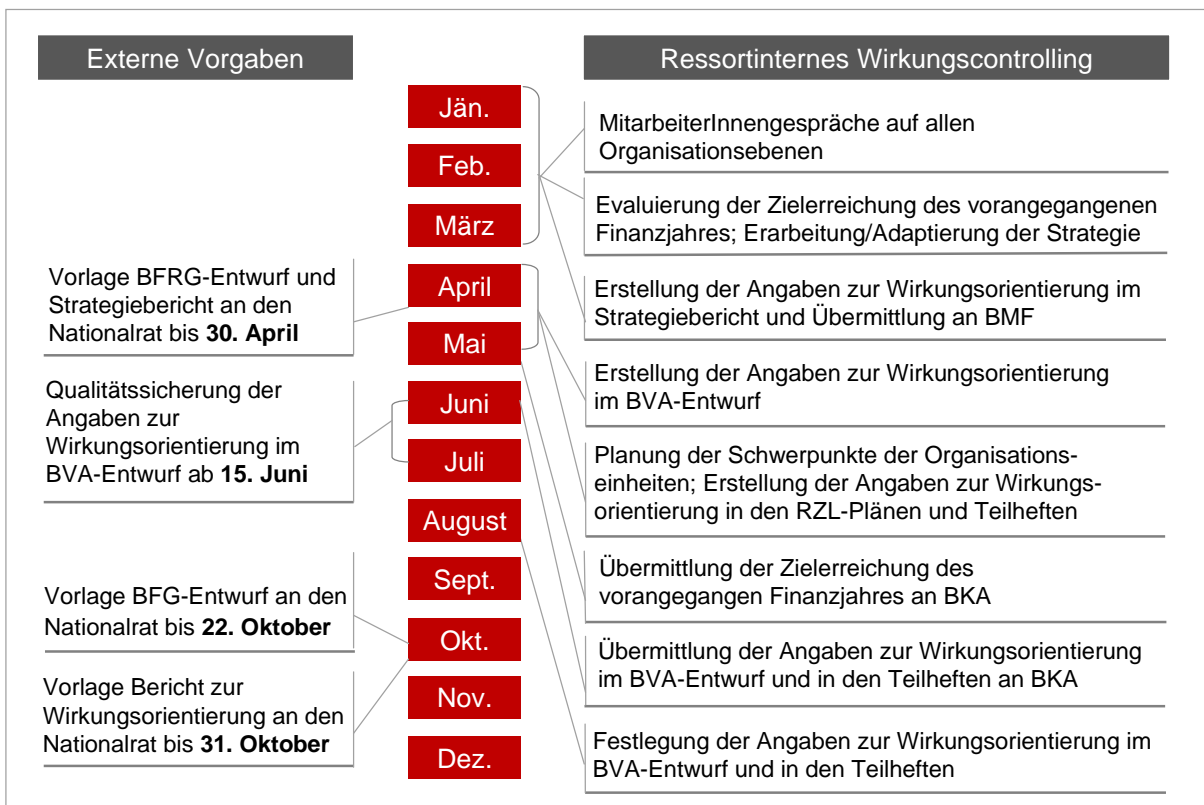 Externe Vorgaben
Vorlage BFRG-Entwurf und
Strategiebericht an den
Nationalrat bis 30. April
Qualitätssicherung der
Angaben zur
Wirkungsorientierung im
BVA-Entwurf ab 15. Juni
Vorlage BFG-Entwurf an den
Nationalrat bis 22. Oktober
Vorlage Bericht zur
Wirkungsorientierung an den
Nationalrat bis 31. Oktober
Jän.
Feb.
März
April
Mai
Juni
Juli
August
Sept.
Okt.
Nov.
Dez.
Ressortinternes Wirkungscontrolling
MitarbeiterInnengespräche auf allen
Organisationsebenen
Evaluierung der Zielerreichung des vorangegangenen
Finanzjahres; Erarbeitung/Adaptierung der Strategie
Erstellung der Angaben zur Wirkungsorientierung im
Strategiebericht und Übermittlung an BMF
Erstellung der Angaben zur Wirkungsorientierung
im BVA-Entwurf
Planung der Schwerpunkte der Organisations-
einheiten; Erstellung der Angaben zur Wirkungs-
orientierung in den RZL-Plänen und Teilheften
Übermittlung der Zielerreichung des
vorangegangen Finanzjahres an BKA
Übermittlung der Angaben zur Wirkungsorientierung
im BVA-Entwurf und in den Teilheften an BKA
Festlegung der Angaben zur Wirkungsorientierung im
BVA-Entwurf und in den Teilheften